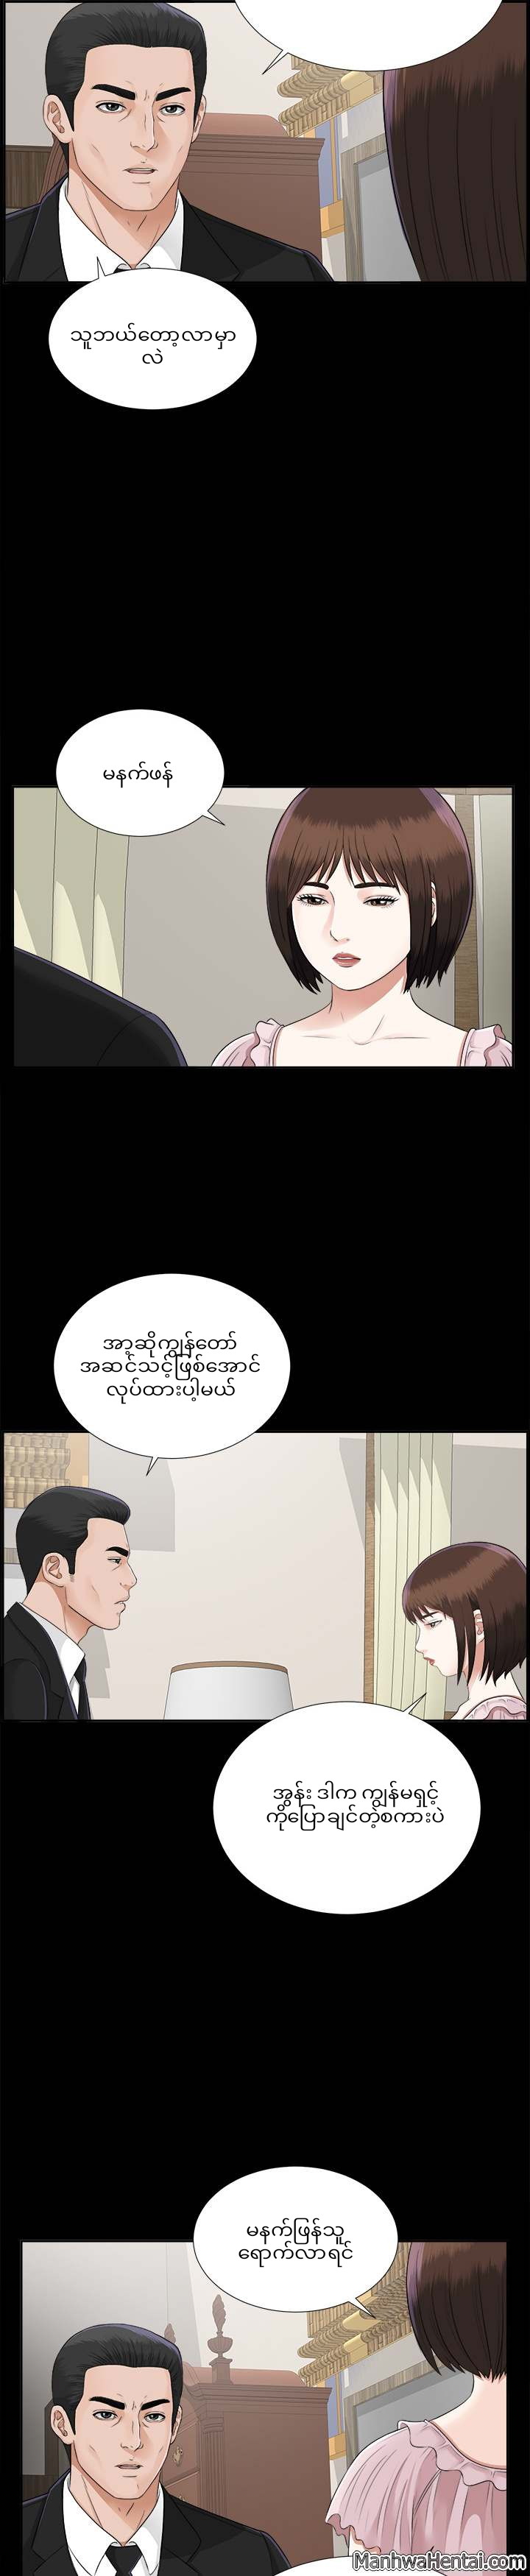 သူဘယ်တော့လာမှာ
လဲ
မနက်ဖန်
အာ့ဆိုကျွန်တော်
အဆင်သင့်ဖြစ်အောင်
လုပ်ထားပါ့မယ်
အွန်း ဒါက ကျွန်မရှင့်
ကိုပြောချင်တဲ့စကားပဲ
မနက်ဖြန်သူ
ရောက်လာရင်
ManhwaHentai.com